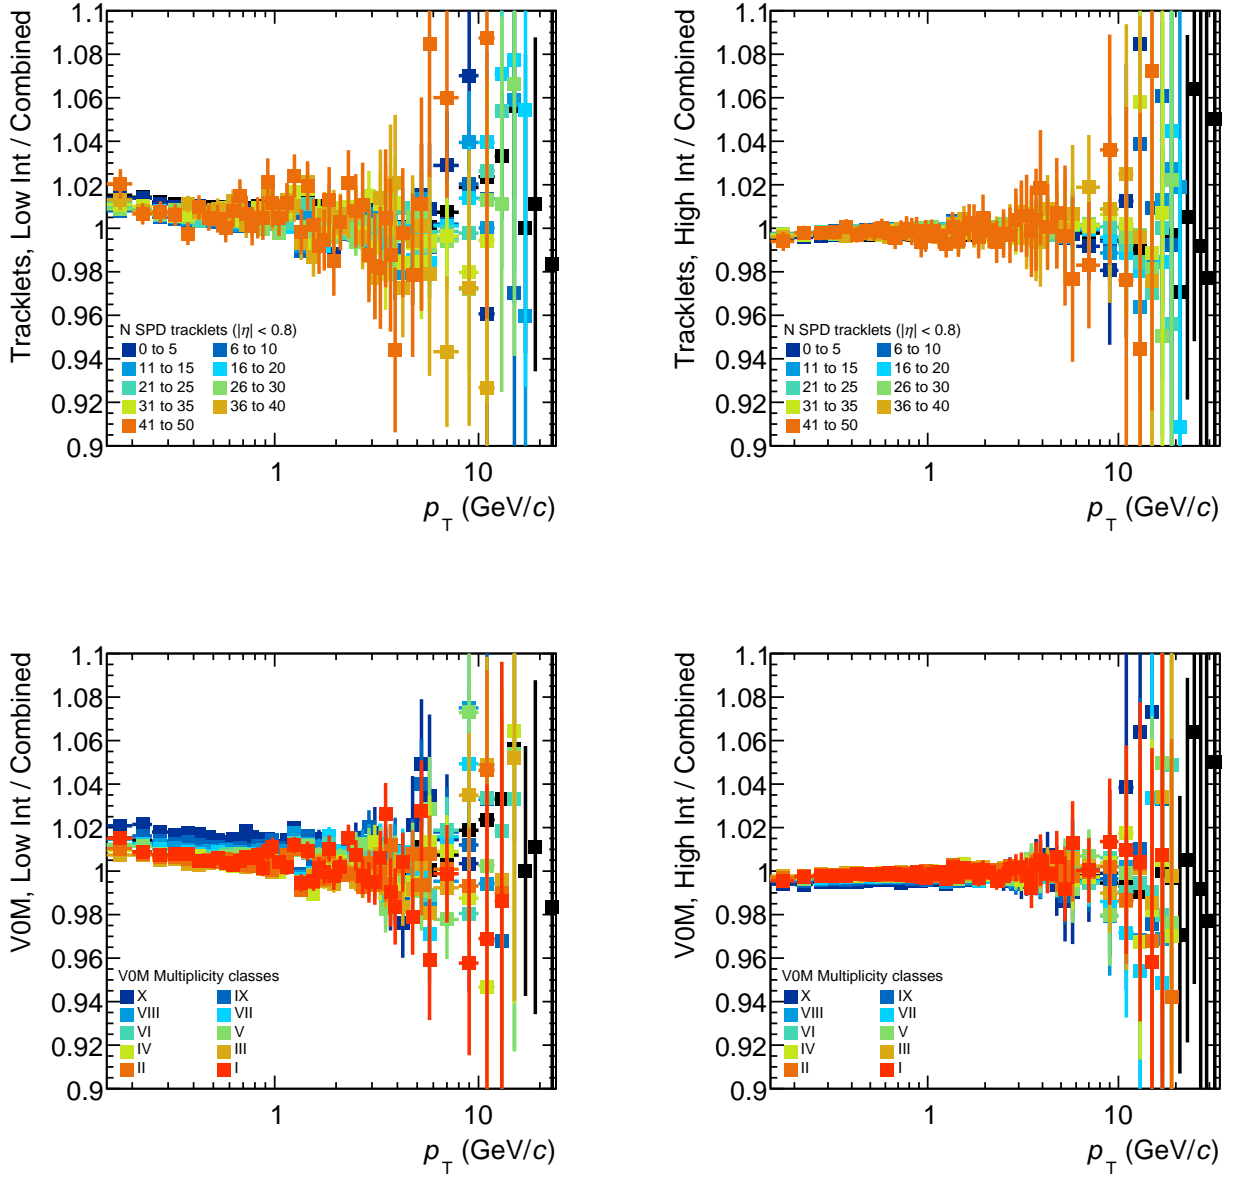 Tracklets, Low Int / Combined
1.1
1.08
1.06
1.04
1.02
1
0.98
0.96
0.94
0.92
0.9
N SPD tracklets (|η| < 0.8)
0 to 5 6 to 10
11 to 15 16 to 20
21 to 25 26 to 30
31 to 35 36 to 40
41 to 50
1 10
p_T (GeV/c)
Tracklets, High Int / Combined
1.1
1.08
1.06
1.04
1.02
1
0.98
0.96
0.94
0.92
0.9
N SPD tracklets (|η| < 0.8)
0 to 5 6 to 10
11 to 15 16 to 20
21 to 25 26 to 30
31 to 35 36 to 40
41 to 50
1 10
p_T (GeV/c)
V0M, Low Int / Combined
1.1
1.08
1.06
1.04
1.02
1
0.98
0.96
0.94
0.92
0.9
V0M Multiplicity classes
X IX
VIII VII
VI V
IV III
II I
1 10
p_T (GeV/c)
V0M, High Int / Combined
1.1
1.08
1.06
1.04
1.02
1
0.98
0.96
0.94
0.92
0.9
V0M Multiplicity classes
X IX
VIII VII
VI V
IV III
II I
1 10
p_T (GeV/c)